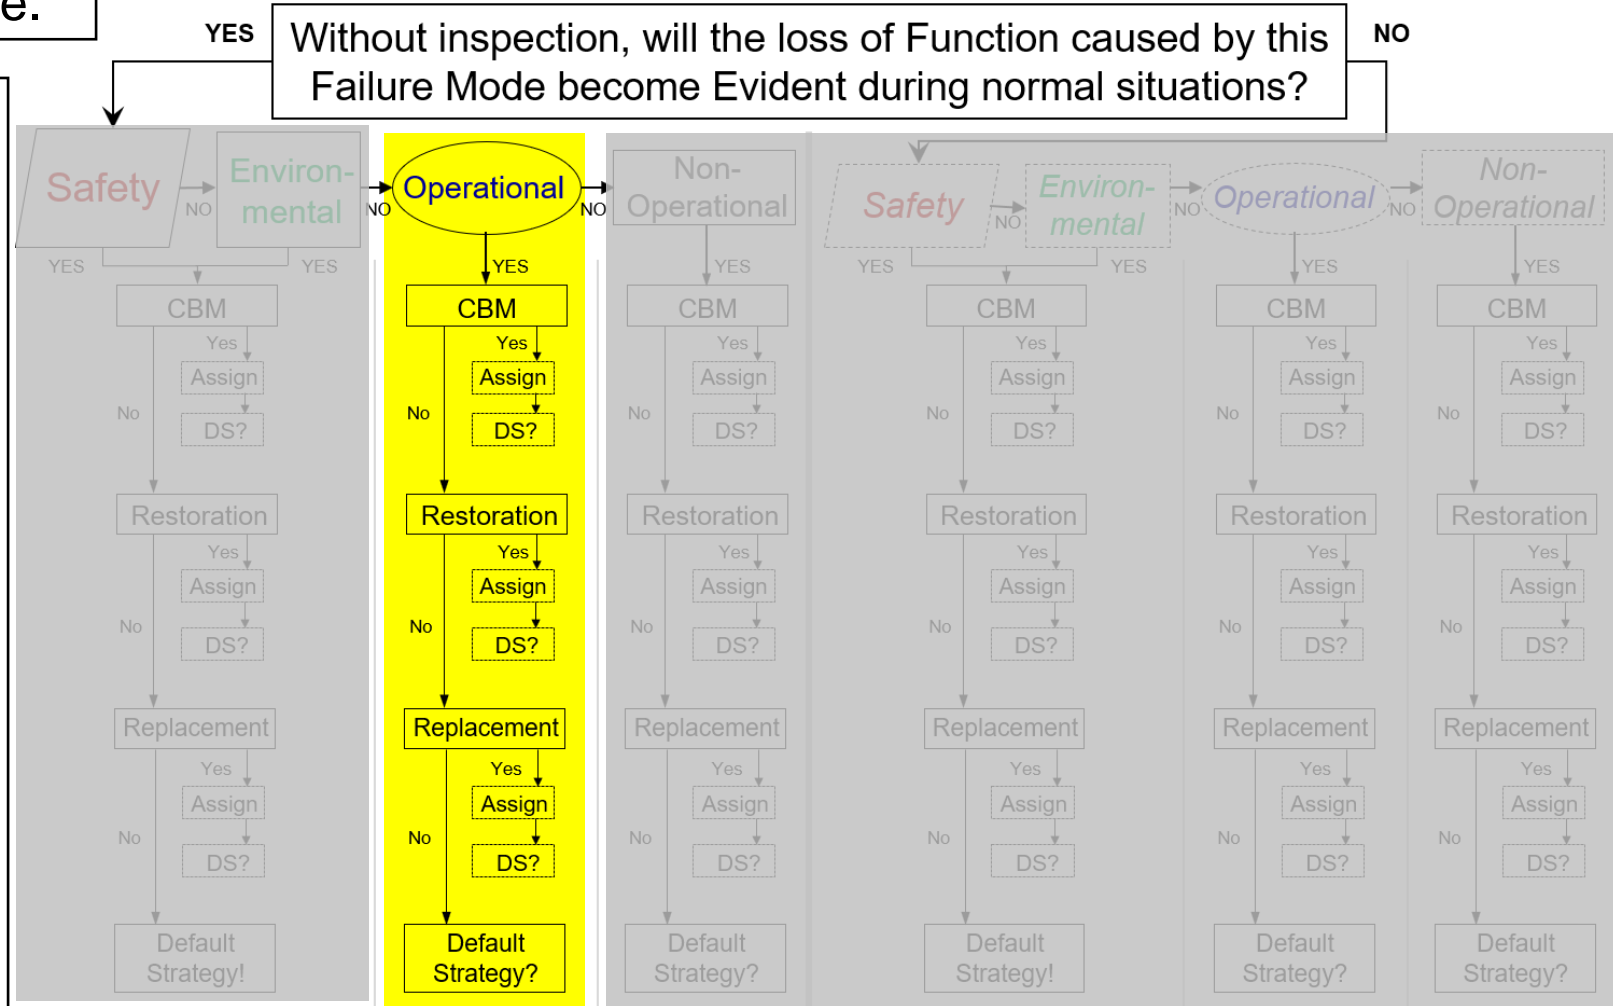 e.
YES
Without inspection, will the loss of Function caused by this
Failure Mode become Evident during normal situations?
NO
Safety
NO
Environ-
mental
NO
Operational
NO
Non-
Operational
Safety
NO
Environ-
mental
NO
Operational
NO
Non-
Operational
YES
YES
YES
YES
YES
YES
YES
YES
CBM
Yes
Assign
No
DS?
Restoration
Yes
Assign
No
DS?
Replacement
Yes
Assign
No
DS?
Default
Strategy!
CBM
Yes
Assign
No
DS?
Restoration
Yes
Assign
No
DS?
Replacement
Yes
Assign
No
DS?
Default
Strategy?
CBM
Yes
Assign
No
DS?
Restoration
Yes
Assign
No
DS?
Replacement
Yes
Assign
No
DS?
Default
Strategy?
CBM
Yes
Assign
No
DS?
Restoration
Yes
Assign
No
DS?
Replacement
Yes
Assign
No
DS?
Default
Strategy!
CBM
Yes
Assign
No
DS?
Restoration
Yes
Assign
No
DS?
Replacement
Yes
Assign
No
DS?
Default
Strategy?
CBM
Yes
Assign
No
DS?
Restoration
Yes
Assign
No
DS?
Replacement
Yes
Assign
No
DS?
Default
Strategy?